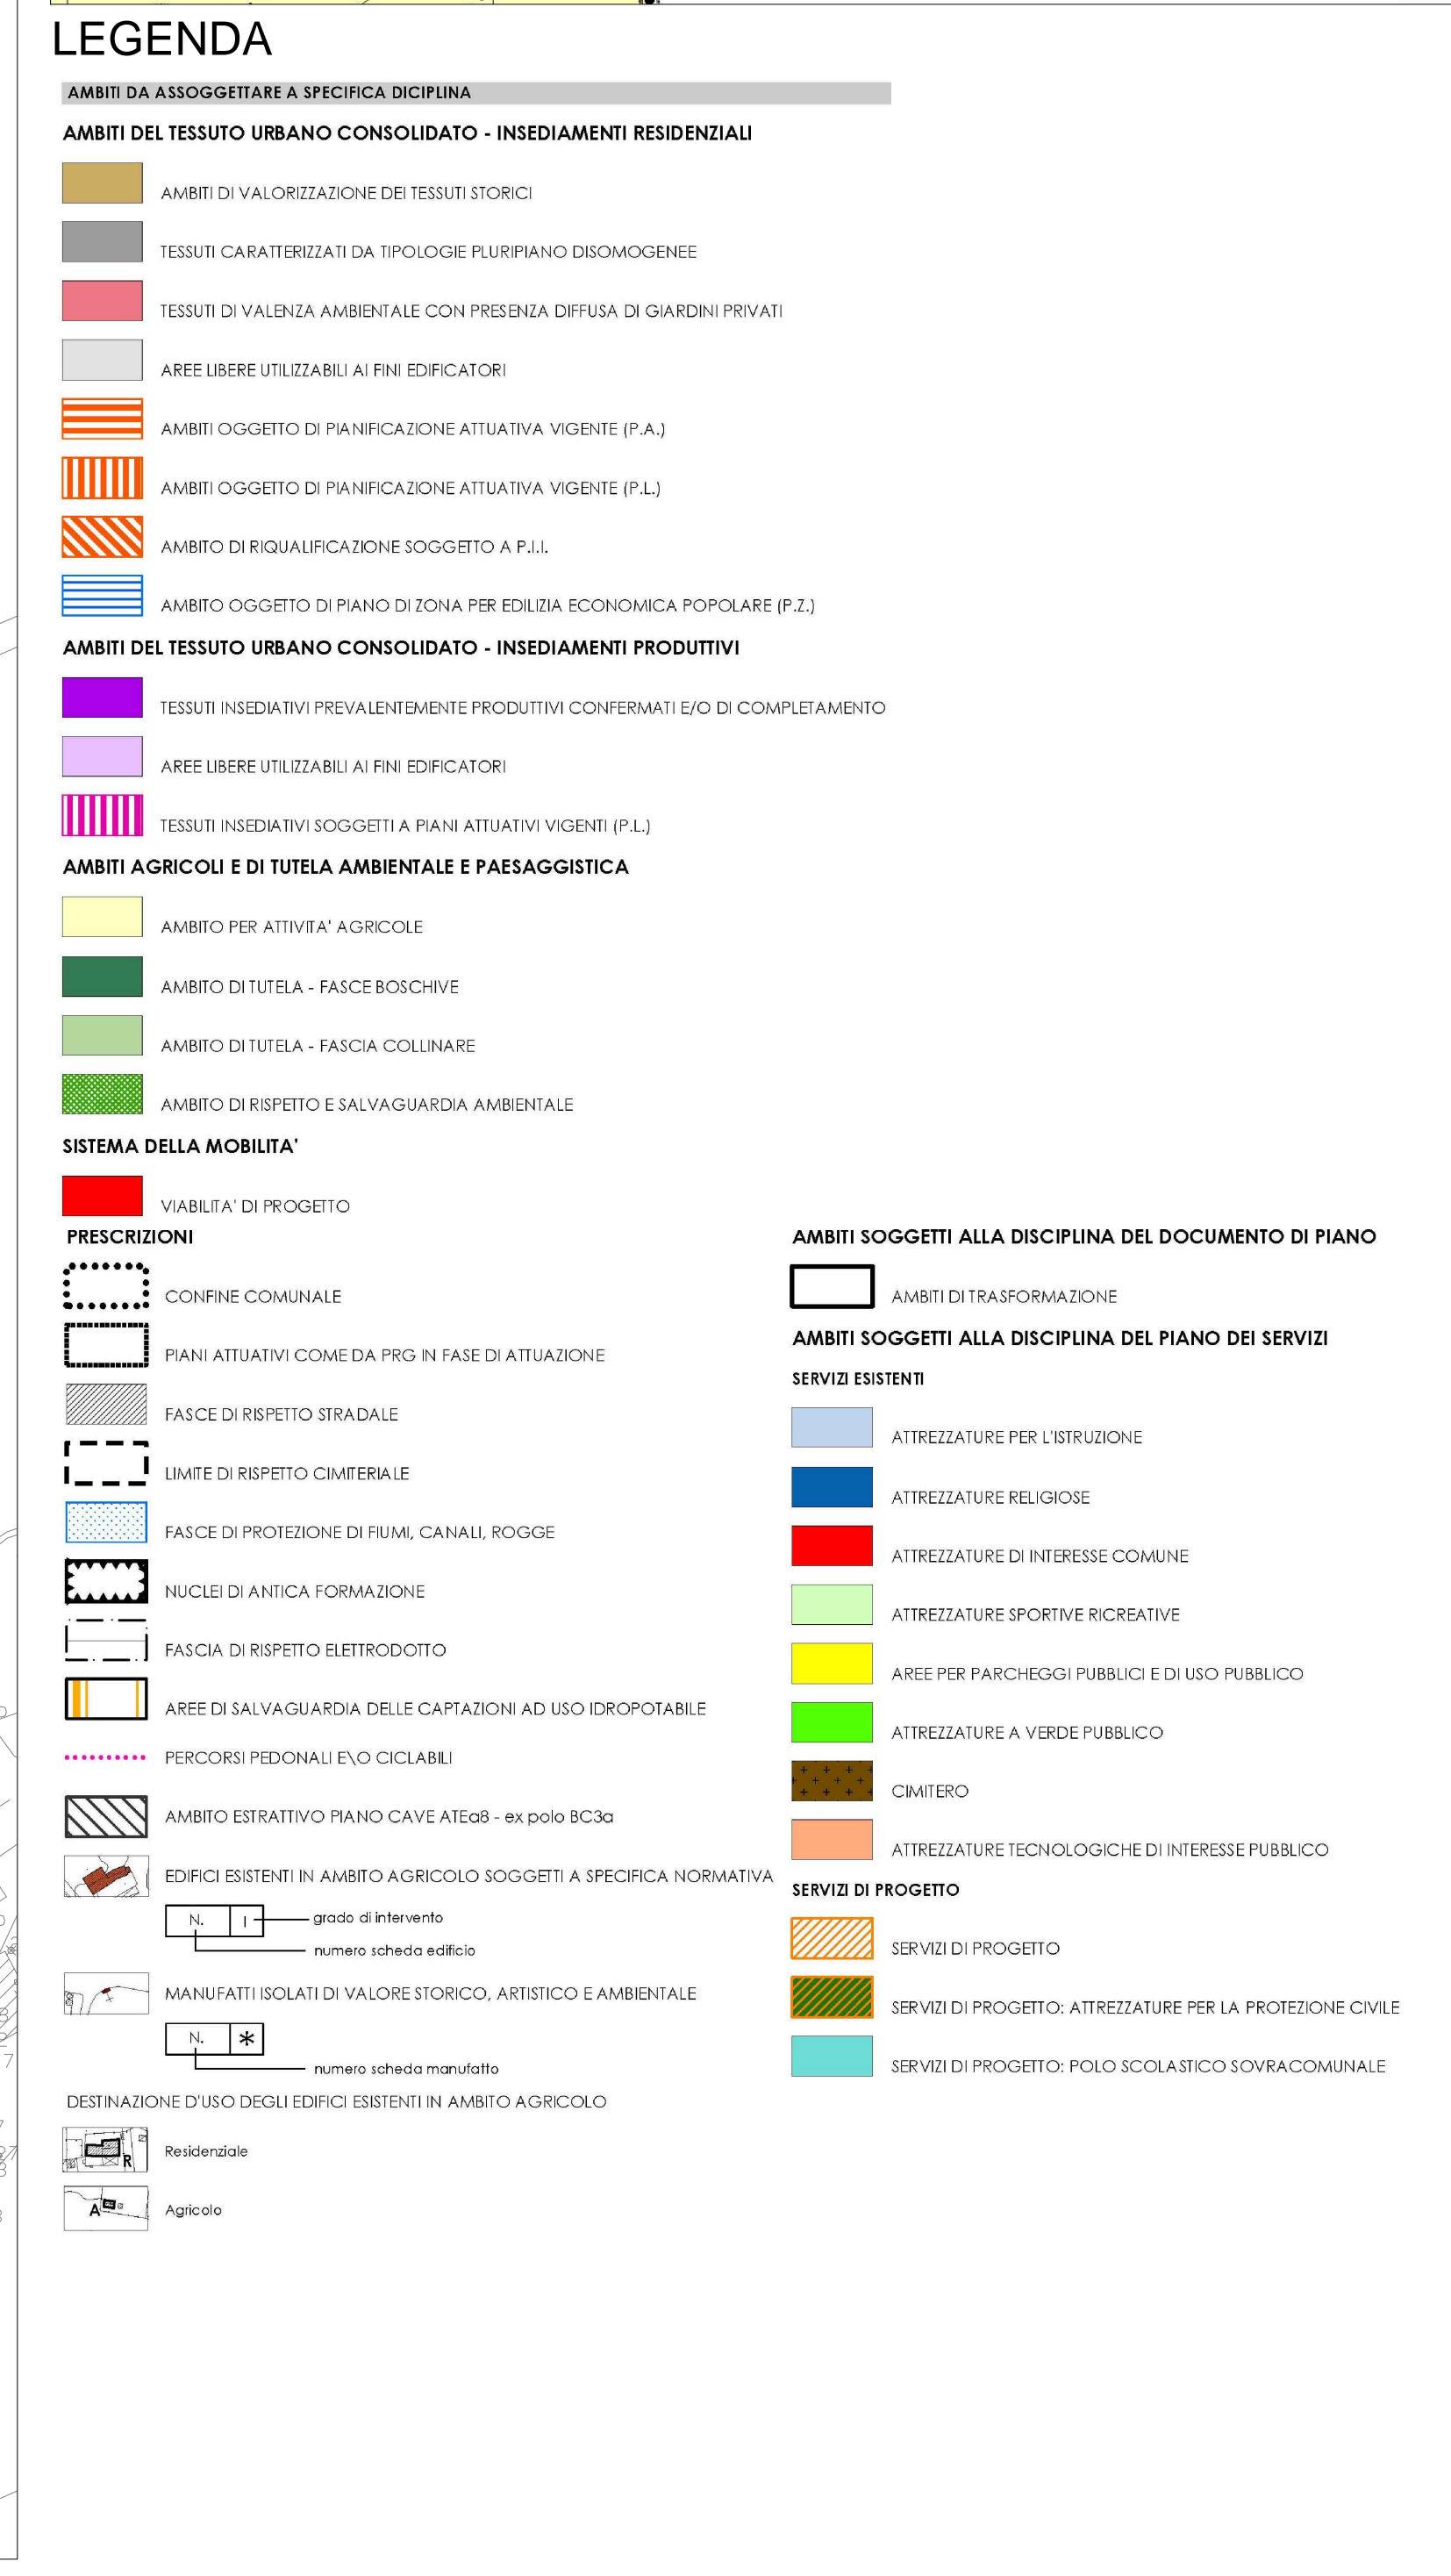 LEGENDA
AMBITI DA ASSOGGETTARE A SPECIFICA DICIPLINA
AMBITI DEL TESSUTO URBANO CONSOLIDATO - INSEDIAMENTI RESIDENZIALI
AMBITI DI VALORIZZAZIONE DEI TESSUTI STORICI
TESSUTI CARATTERIZZATI DA TIPOLOGIE PLURIPIANO DISOMOGENEE
TESSUTI DI VALENZA AMBIENTALE CON PRESENZA DIFFUSA DI GIARDINI PRIVATI
AREE LIBERE UTILIZZABILI AI FINI EDIFICATORI
AMBITI OGGETTO DI PIANIFICAZIONE ATTUATIVA VIGENTE (P.A.)
AMBITI OGGETTO DI PIANIFICAZIONE ATTUATIVA VIGENTE (P.L.)
AMBITO DI RIQUALIFICAZIONE SOGGETTO A P.I.I.
AMBITO OGGETTO DI PIANO DI ZONA PER EDILIZIA ECONOMICA POPOLARE (P.Z.)
AMBITI DEL TESSUTO URBANO CONSOLIDATO - INSEDIAMENTI PRODUTTIVI
TESSUTI INSEDIATIVI PREVALENTEMENTE PRODUTTIVI CONFERMATI E/O DI COMPLETAMENTO
AREE LIBERE UTILIZZABILI AI FINI EDIFICATORI
TESSUTI INSEDIATIVI SOGGETTI A PIANI ATTUATIVI VIGENTI (P.L.)
AMBITI AGRICOLI E DI TUTELA AMBIENTALE E PAESAGGISTICA
AMBITO PER ATTIVITA' AGRICOLE
AMBITO DI TUTELA - FASCE BOSCHIVE
AMBITO DI TUTELA - FASCIA COLLINARE
AMBITO DI RISPETTO E SALVAGUARDIA AMBIENTALE
SISTEMA DELLA MOBILITA'
VIABILITA' DI PROGETTO
PRESCRIZIONI
CONFINE COMUNALE
PIANI ATTUATIVI COME DA PRG IN FASE DI ATTUAZIONE
FASCE DI RISPETTO STRADALE
LIMITE DI RISPETTO CIMITERIALE
FASCE DI PROTEZIONE DI FIUMI, CANALI, ROGGE
NUCLEI DI ANTICA FORMAZIONE
FASCIA DI RISPETTO ELETTRODOTTO
AREE DI SALVAGUARDIA DELLE CAPTAZIONI AD USO IDROPOTABILE
PERCORSI PEDONALI E\O CICLABILI
AMBITO ESTRATTIVO PIANO CAVE ATEa8 - ex polo BC3a
EDIFICI ESISTENTI IN AMBITO AGRICOLO SOGGETTI A SPECIFICA NORMATIVA
N. I grado di intervento
numero scheda edificio
MANUFATTI ISOLATI DI VALORE STORICO, ARTISTICO E AMBIENTALE
N. *
numero scheda manufatto
DESTINAZIONE D'USO DEGLI EDIFICI ESISTENTI IN AMBITO AGRICOLO
R Residenziale
A Agricolo
AMBITI SOGGETTI ALLA DISCIPLINA DEL DOCUMENTO DI PIANO
AMBITI DI TRASFORMAZIONE
AMBITI SOGGETTI ALLA DISCIPLINA DEL PIANO DEI SERVIZI
SERVIZI ESISTENTI
ATTREZZATURE PER L'ISTRUZIONE
ATTREZZATURE RELIGIOSE
ATTREZZATURE DI INTERESSE COMUNE
ATTREZZATURE SPORTIVE RICREATIVE
AREE PER PARCHEGGI PUBBLICI E DI USO PUBBLICO
ATTREZZATURE A VERDE PUBBLICO
CIMITERO
ATTREZZATURE TECNOLOGICHE DI INTERESSE PUBBLICO
SERVIZI DI PROGETTO
SERVIZI DI PROGETTO
SERVIZI DI PROGETTO: ATTREZZATURE PER LA PROTEZIONE CIVILE
SERVIZI DI PROGETTO: POLO SCOLASTICO SOVRACOMUNALE